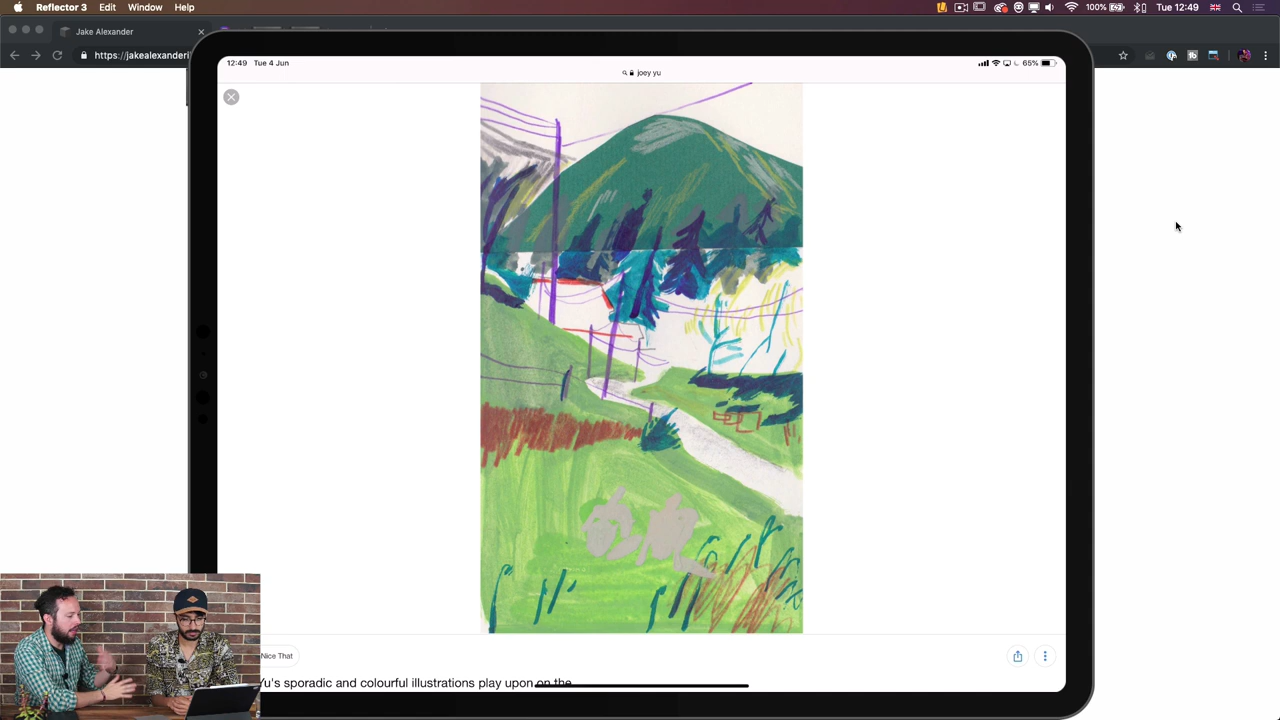 Reflector 3 Edit Window 100% Tue 12:49
Jake Alexander
https://jakealexanderi
12:49 Tue 4 Jun 65%
joey yu
Nice That
Yu's sporadic and colourful illustrations play upon on the